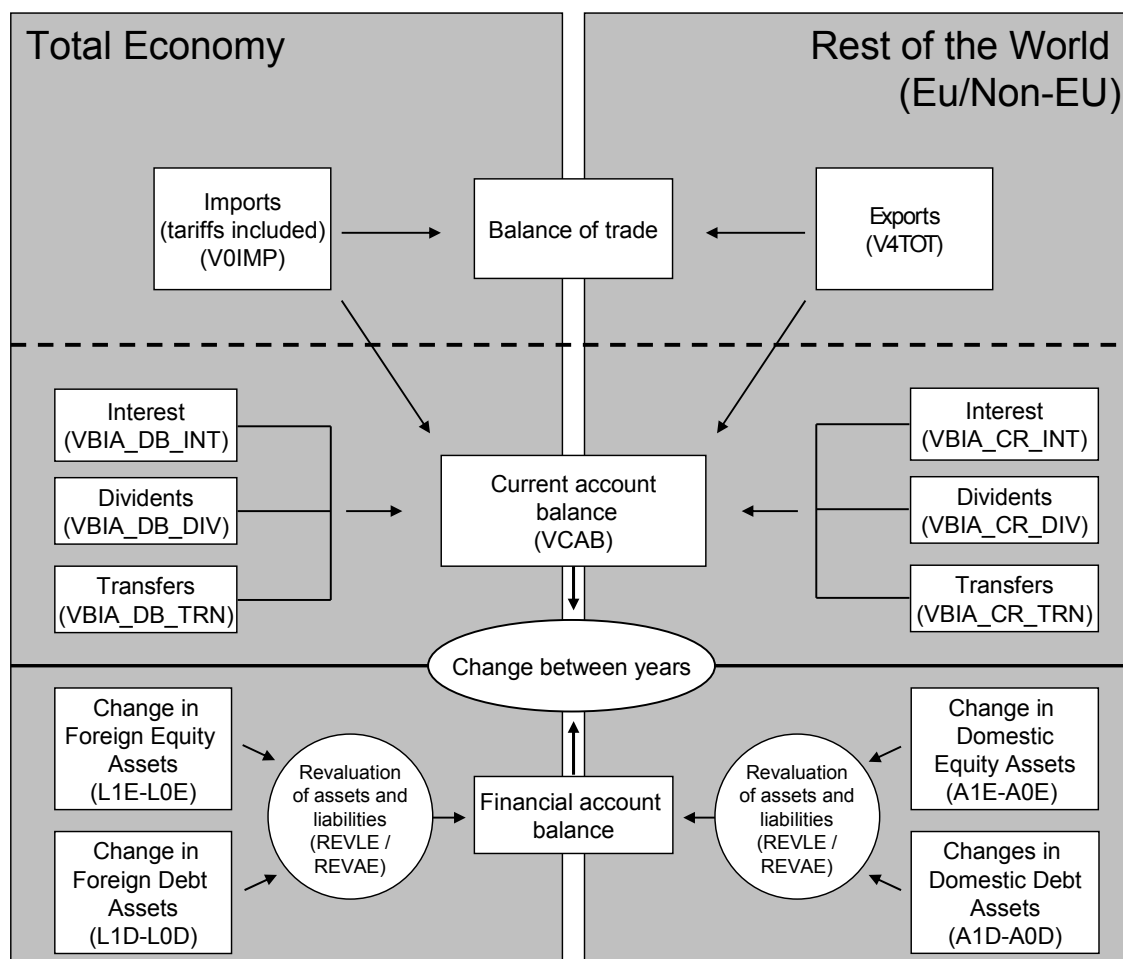 Total Economy
Rest of the World
(Eu/Non-EU)
Imports
(tariffs included)
(V0IMP)
Balance of trade
Exports
(V4TOT)
Interest
(VBIA_DB_INT)
Dividents
(VBIA_DB_DIV)
Transfers
(VBIA_DB_TRN)
Current account
balance
(VCAB)
Interest
(VBIA_CR_INT)
Dividents
(VBIA_CR_DIV)
Transfers
(VBIA_CR_TRN)
Change between years
Change in
Foreign Equity
Assets
(L1E-L0E)
Change in
Foreign Debt
Assets
(L1D-L0D)
Revaluation
of assets and
liabilities
(REVLE /
REVAE)
Financial account
balance
Revaluation
of assets and
liabilities
(REVLE /
REVAE)
Change in
Domestic
Equity Assets
(A1E-A0E)
Changes in
Domestic Debt
Assets
(A1D-A0D)